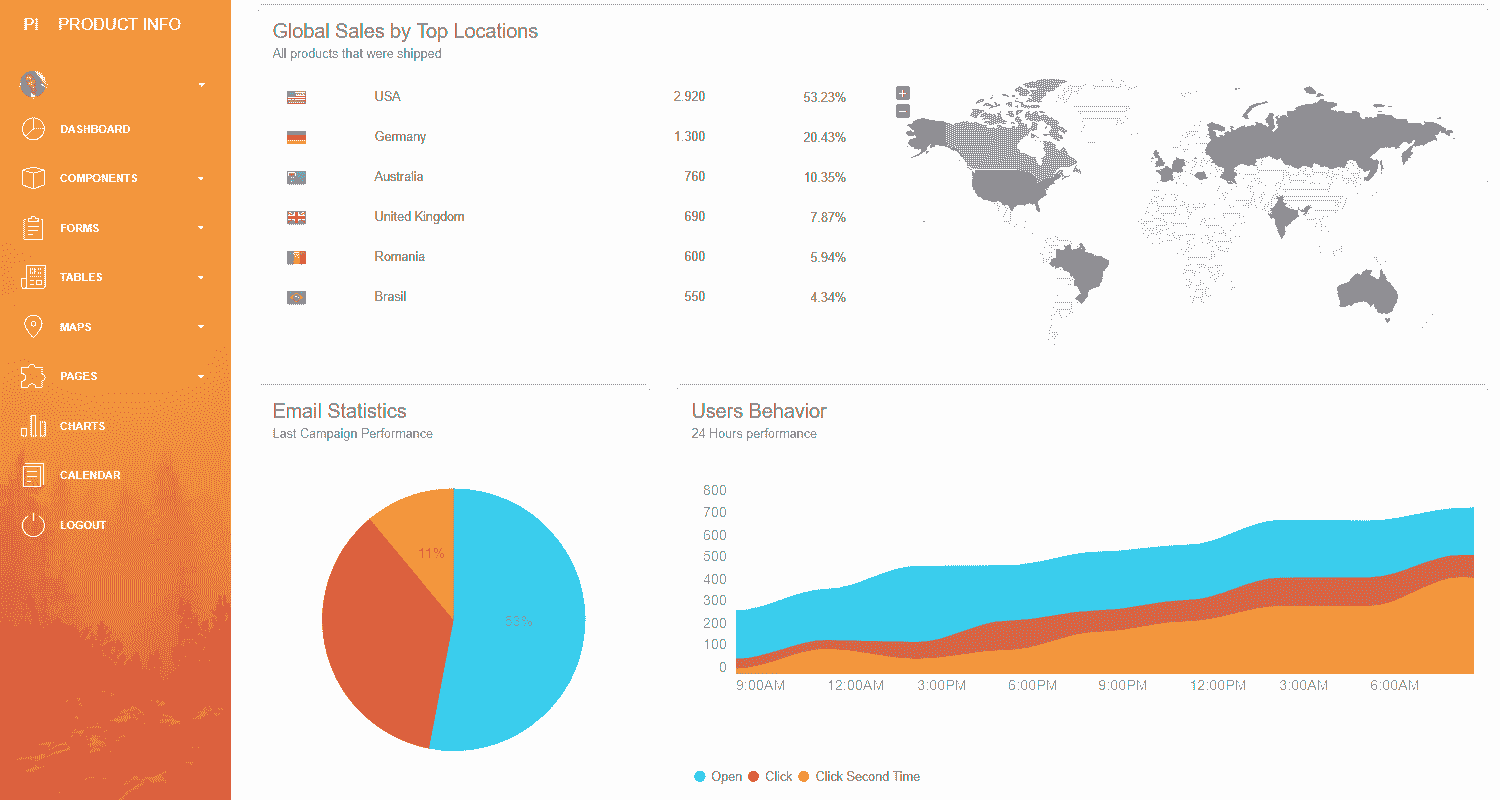 PI PRODUCT INFO
DASHBOARD
COMPONENTS
FORMS
TABLES
MAPS
PAGES
CHARTS
CALENDAR
LOGOUT
Global Sales by Top Locations
All products that were shipped
USA 2.920 53.23%
Germany 1.300 20.43%
Australia 760 10.35%
United Kingdom 690 7.87%
Romania 600 5.94%
Brasil 550 4.34%
+
−
Email Statistics
Last Campaign Performance
11%
53%
Users Behavior
24 Hours performance
800
700
600
500
400
300
200
100
0
9:00AM 12:00AM 3:00PM 6:00PM 9:00PM 12:00PM 3:00AM 6:00AM
Open Click Click Second Time